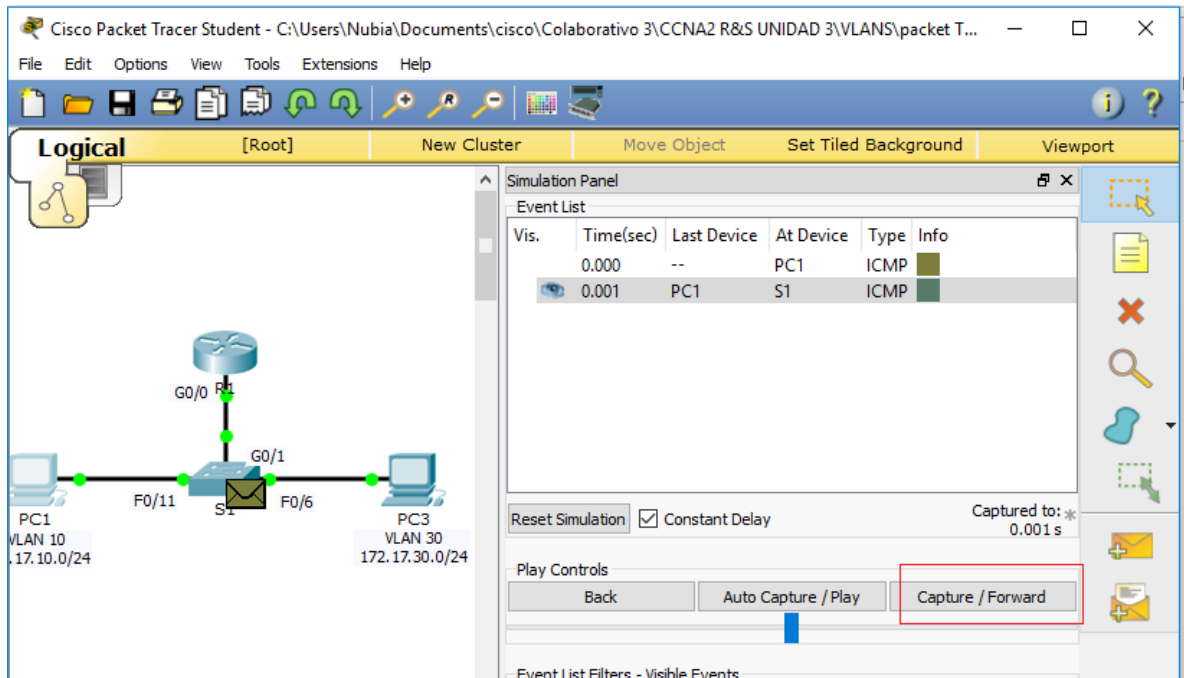 Cisco Packet Tracer Student - C:\Users\Nubia\Documents\cisco\Colaborativo 3\CCNA2 R&S UNIDAD 3\VLANS\packet T...
File Edit Options View Tools Extensions Help
Logical [Root] New Cluster Move Object Set Tiled Background Viewport
Simulation Panel
Event List
Vis. Time(sec) Last Device At Device Type Info
0.000 -- PC1 ICMP
0.001 PC1 S1 ICMP
G0/0 R1
G0/1
F0/11 S1 F0/6
PC1
VLAN 10
.17.10.0/24
PC3
VLAN 30
172.17.30.0/24
Reset Simulation Constant Delay
Captured to: *
0.001 s
Play Controls
Back Auto Capture / Play Capture / Forward
Event List Filters - Visible Events